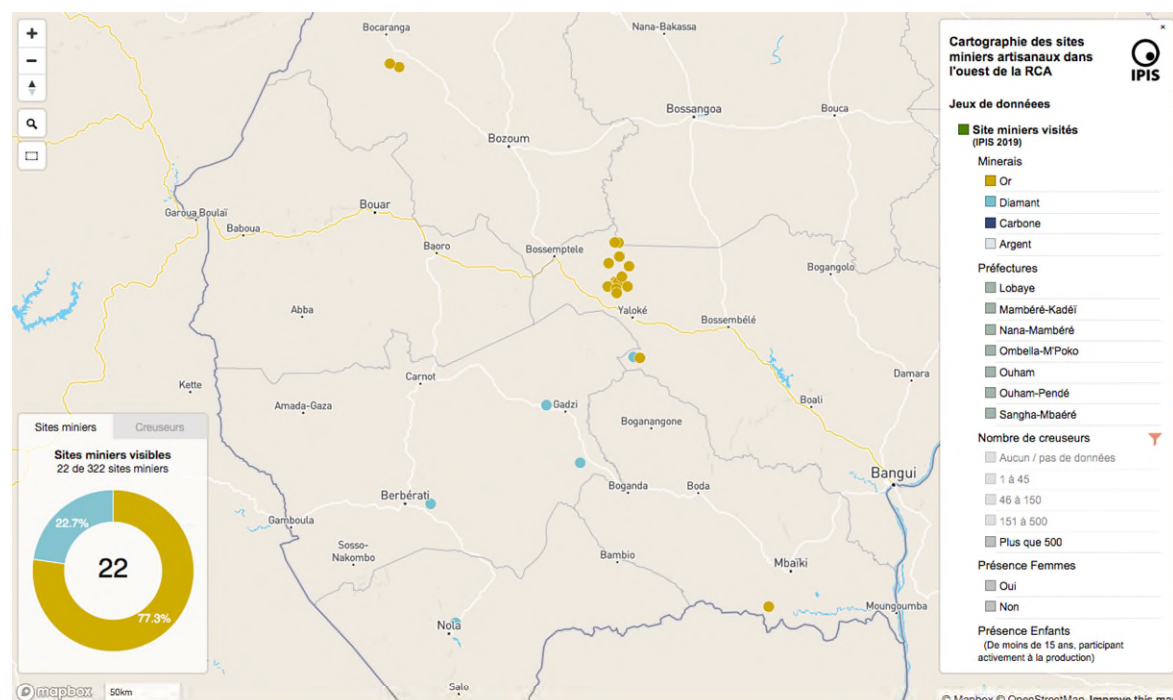 Bocaranga
Nana-Bakassa
Bossangoa
Bouca
Bozoum
Garoua Boulaï
Bouar
Baboua
Baoro
Bossemptele
Bogangolo
Abba
Yaloké
Bossembélé
Kette
Carnot
Damara
Amada-Gaza
Gadzi
Boali
Boganangone
Bangui
Berbérati
Boganda
Boda
Gamboula
Sosso-
Nakombo
Bambio
Mbaïki
Moungoumba
Nola
Salo
+
−
Sites miniers
Creuseurs
Sites miniers visibles
22 de 322 sites miniers
22.7%
22
77.3%
mapbox
50km
×
Cartographie des sites
miniers artisanaux dans
l'ouest de la RCA
IPIS
Jeux de donnéees
Site miniers visités
(IPIS 2019)
Minerais
Or
Diamant
Carbone
Argent
Préfectures
Lobaye
Mambéré-Kadéï
Nana-Mambéré
Ombella-M'Poko
Ouham
Ouham-Pendé
Sangha-Mbaéré
Nombre de creuseurs
Aucun / pas de données
1 à 45
46 à 150
151 à 500
Plus que 500
Présence Femmes
Oui
Non
Présence Enfants
(De moins de 15 ans, participant
activement à la production)
© Mapbox © OpenStreetMap Improve this ma